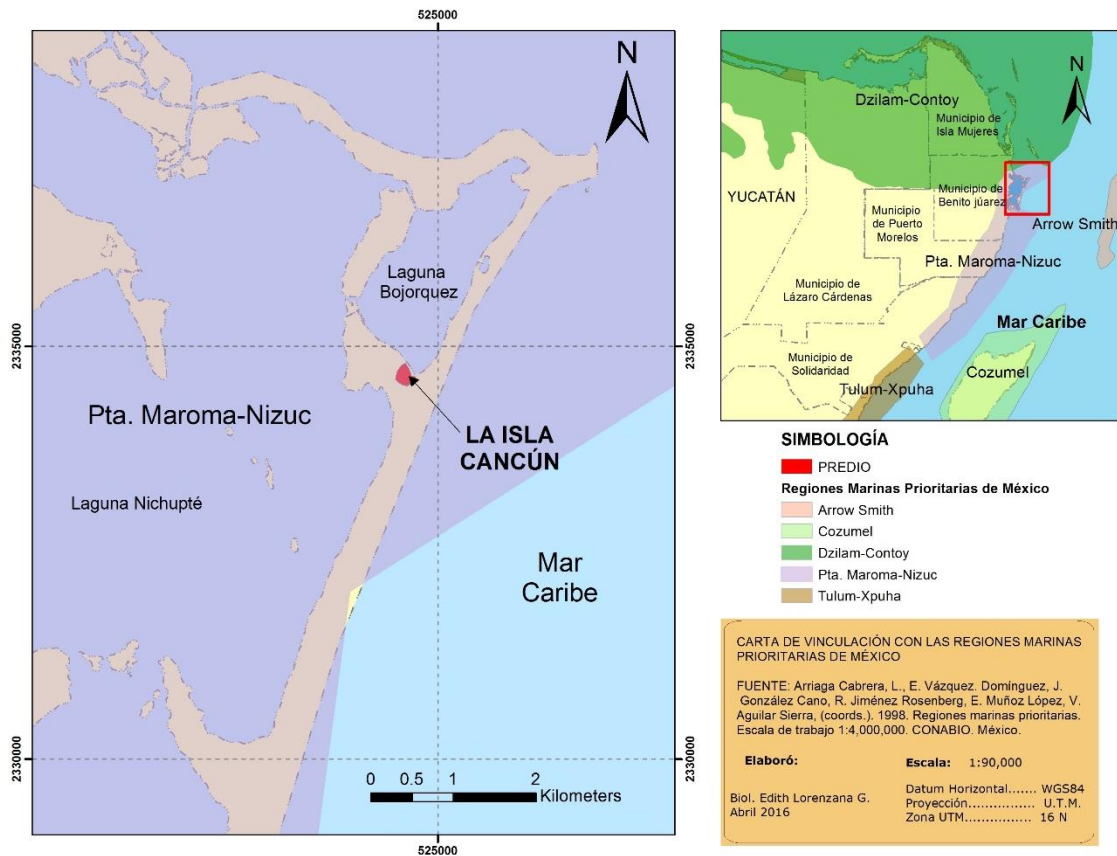 525000
N
2335000
2330000
Laguna
Bojorquez
Pta. Maroma-Nizuc
LA ISLA
CANCÚN
Laguna Nichupté
Mar
Caribe
0 0.5 1 2
Kilometers
525000
N
Dzilam-Contoy
Municipio de
Isla Mujeres
YUCATÁN
Municipio de
Benito júarez
Municipio
de Puerto
Morelos
Arrow Smith
Pta. Maroma-Nizuc
Municipio de
Lázaro Cárdenas
Mar Caribe
Municipio de
Solidaridad
Cozumel
Tulum-Xpuha
SIMBOLOGÍA
PREDIO
Regiones Marinas Prioritarias de México
Arrow Smith
Cozumel
Dzilam-Contoy
Pta. Maroma-Nizuc
Tulum-Xpuha
CARTA DE VINCULACIÓN CON LAS REGIONES MARINAS
PRIORITARIAS DE MÉXICO
FUENTE: Arriaga Cabrera, L., E. Vázquez. Domínguez, J.
González Cano, R. Jiménez Rosenberg, E. Muñoz López, V.
Aguilar Sierra, (coords.). 1998. Regiones marinas prioritarias.
Escala de trabajo 1:4,000,000. CONABIO. México.
Elaboró:
Biol. Edith Lorenzana G.
Abril 2016
Escala: 1:90,000
Datum Horizontal...... WGS84
Proyección................ U.T.M.
Zona UTM................ 16 N